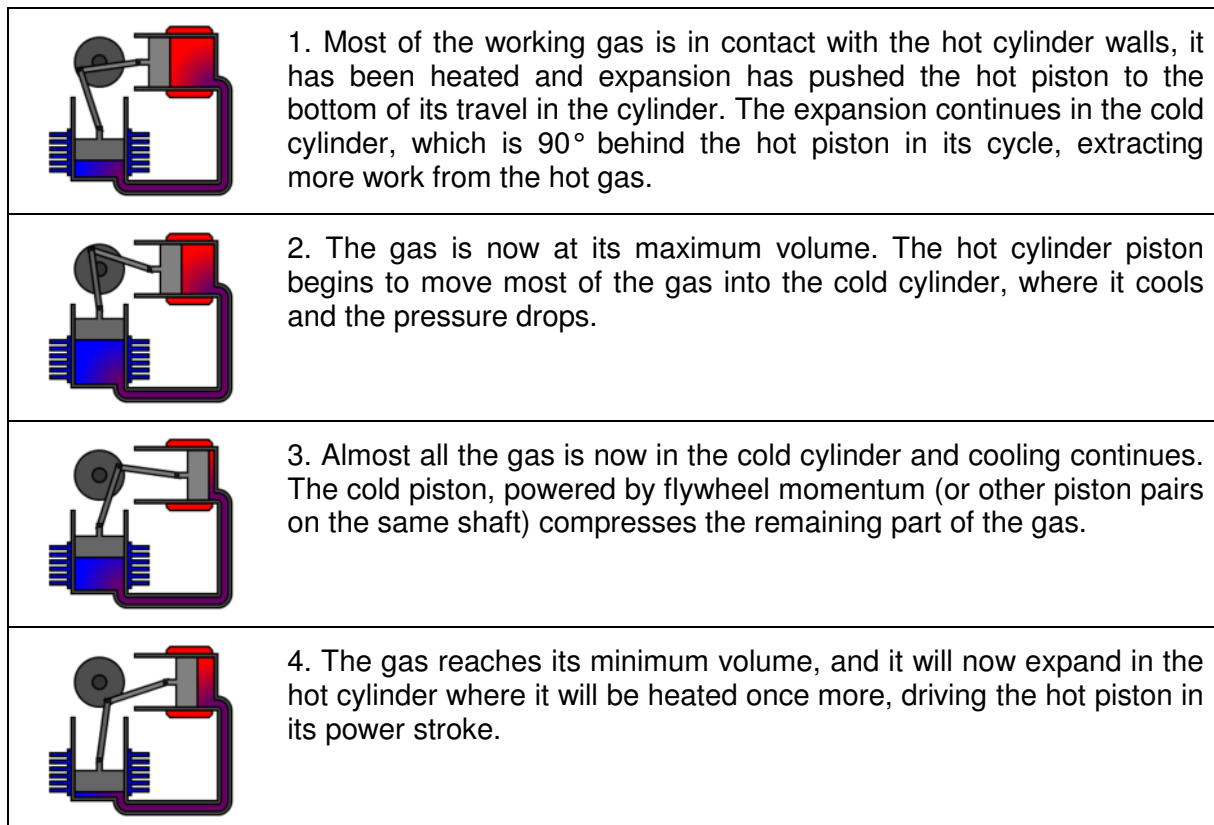 1. Most of the working gas is in contact with the hot cylinder walls, it
has been heated and expansion has pushed the hot piston to the
bottom of its travel in the cylinder. The expansion continues in the cold
cylinder, which is 90° behind the hot piston in its cycle, extracting
more work from the hot gas.
2. The gas is now at its maximum volume. The hot cylinder piston
begins to move most of the gas into the cold cylinder, where it cools
and the pressure drops.
3. Almost all the gas is now in the cold cylinder and cooling continues.
The cold piston, powered by flywheel momentum (or other piston pairs
on the same shaft) compresses the remaining part of the gas.
4. The gas reaches its minimum volume, and it will now expand in the
hot cylinder where it will be heated once more, driving the hot piston in
its power stroke.